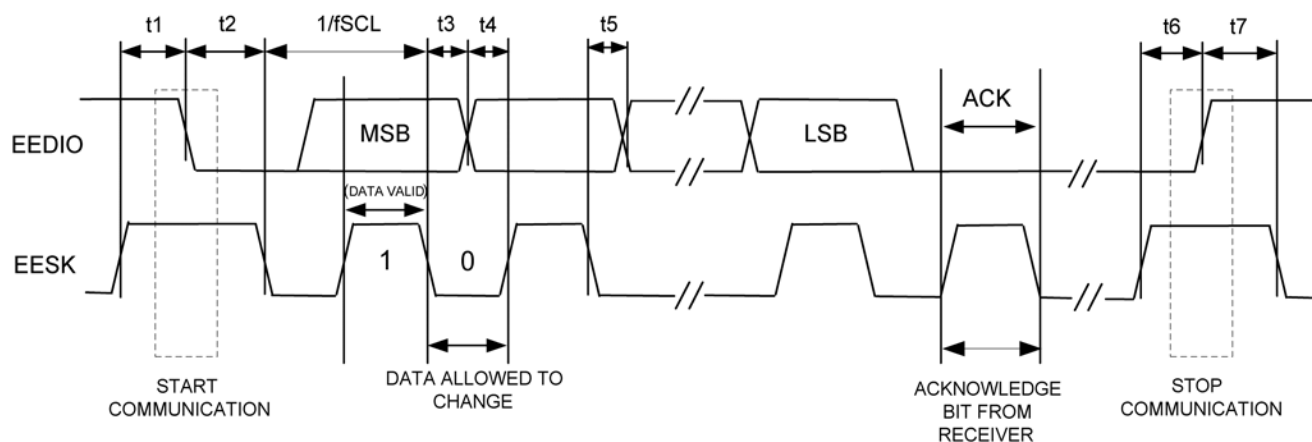 t1 t2 1/fSCL t3 t4 t5 t6 t7
ACK
EEDIO MSB LSB
(DATA VALID)
EESK 1 0
START
COMMUNICATION
DATA ALLOWED TO
CHANGE
ACKNOWLEDGE
BIT FROM
RECEIVER
STOP
COMMUNICATION